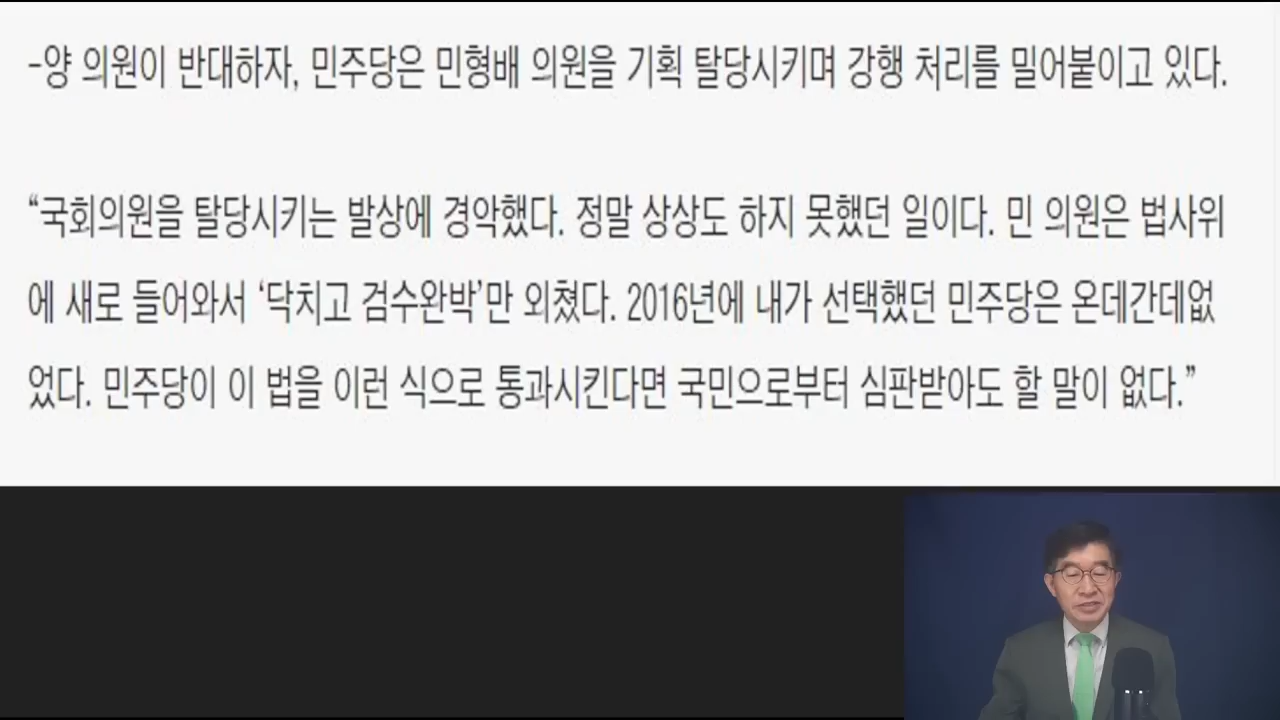 -양 의원이 반대하자, 민주당은 민형배 의원을 기획 탈당시키며 강행 처리를 밀어붙이고 있다.
“국회의원을 탈당시키는 발상에 경악했다. 정말 상상도 하지 못했던 일이다. 민 의원은 법사위
에 새로 들어와서 ‘닥치고 검수완박’만 외쳤다. 2016년에 내가 선택했던 민주당은 온데간데없
었다. 민주당이 이 법을 이런 식으로 통과시킨다면 국민으로부터 심판받아도 할 말이 없다.”